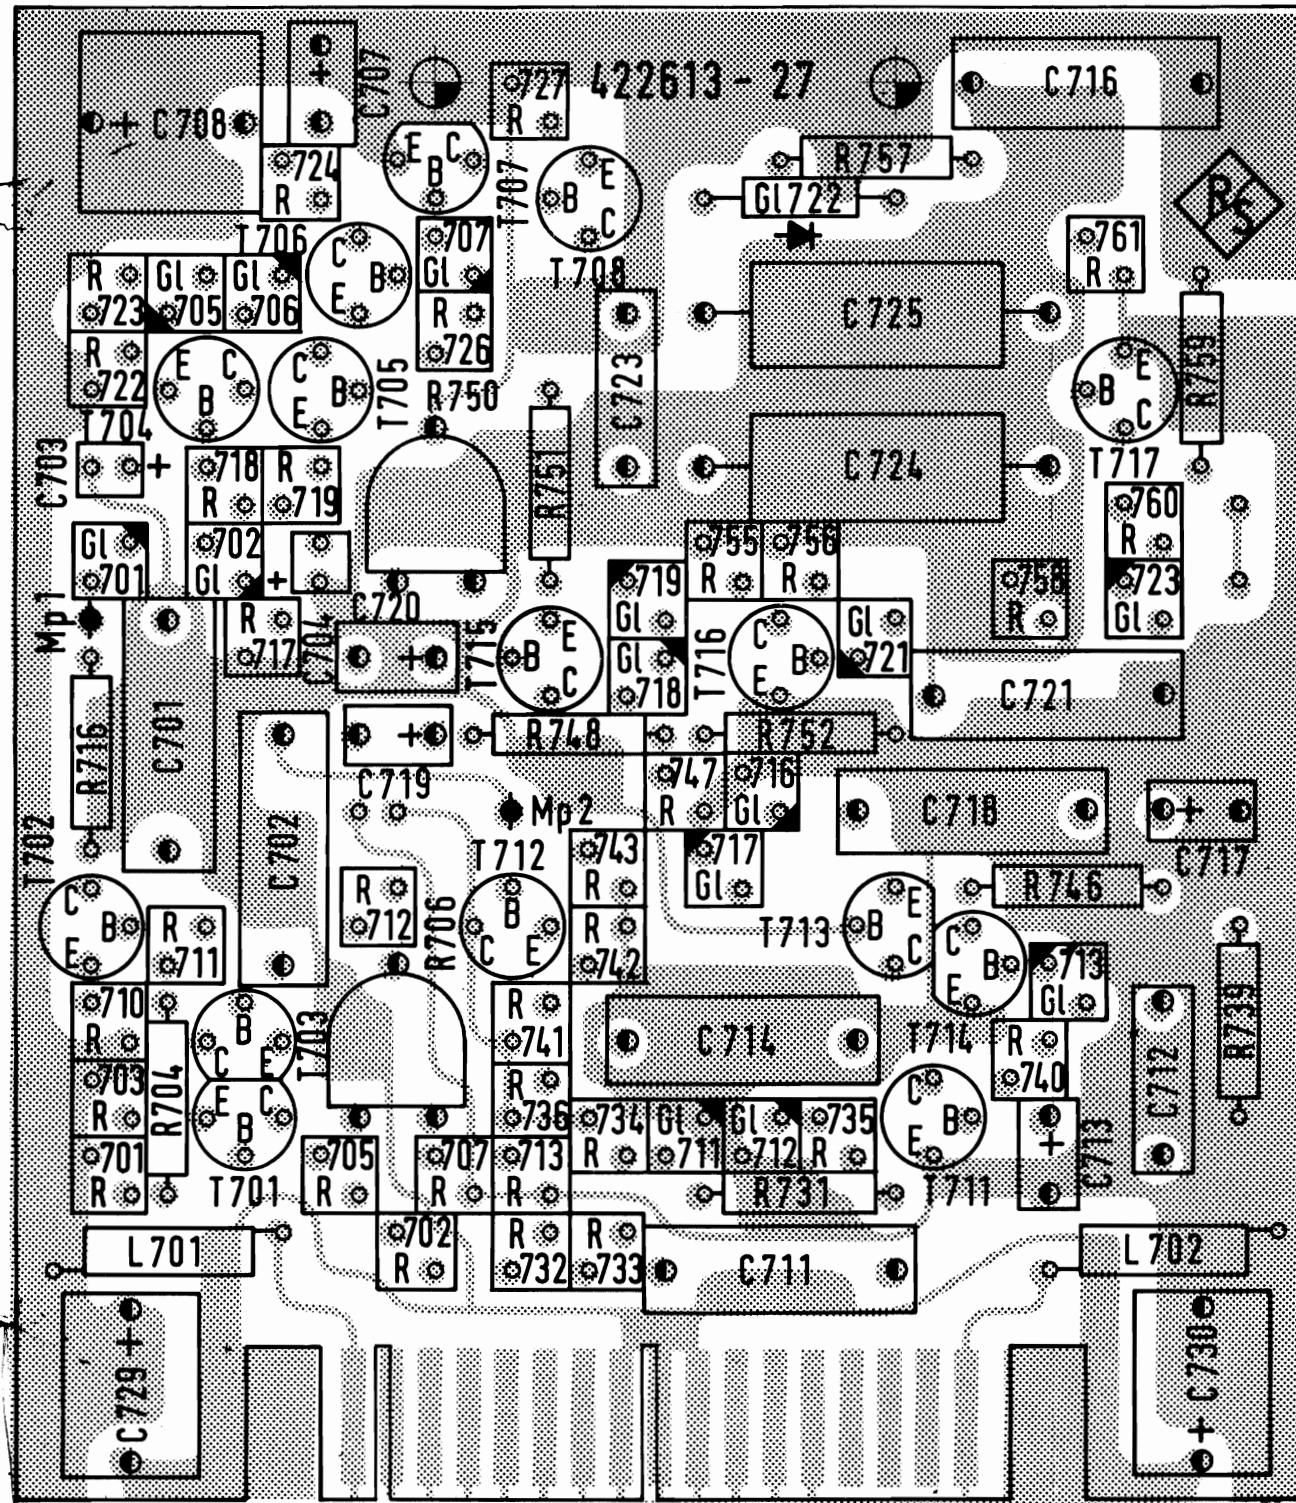 C707
727
R
422613 - 27
C716
+ C708
724
R
E B C
T707
B E C
T708
R757
Gl722
RS
T706
C B E
707
Gl
R
726
761
R
R
723
Gl
705
Gl
706
R
722
E B C
T704
C B E
T705
R750
C723
C725
R759
B E C
T717
C703
+
718
R
R
719
R751
C724
760
R
Gl
701
702
Gl
+
C704
755
R
756
R
719
Gl
758
R
723
Gl
Mp1
R
717
C720
+
T715
B E C
Gl
718
T716
C B E
Gl
721
C721
R716
C701
+
C719
R748
R752
747
R
716
Gl
C718
+
C717
C702
Mp2
T702
C B E
R
711
R
712
R706
T712
B C E
743
R
R
742
717
Gl
T713
B E C
R746
C B E
T714
713
Gl
R739
710
R
703
R
701
R
R704
B C E
T703
E B C
T701
R
741
R
736
C714
R
740
C712
734
R
Gl
711
Gl
712
735
R
C B E
T711
+
C713
705
R
707
R
713
R
R731
702
R
R
732
R
733
C711
L701
L702
C729 +
+ C730